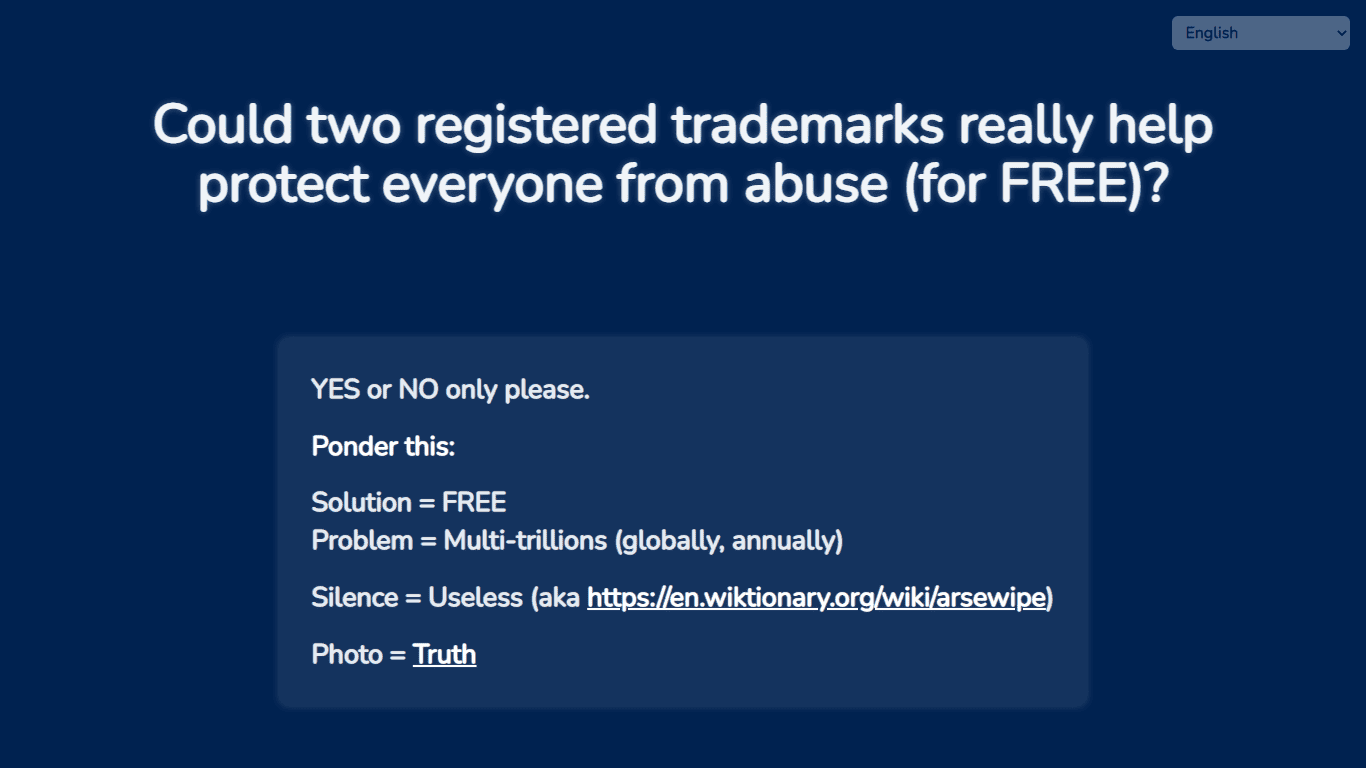 English
Could two registered trademarks really help
protect everyone from abuse (for FREE)?
YES or NO only please.
Ponder this:
Solution = FREE
Problem = Multi-trillions (globally, annually)
Silence = Useless (aka https://en.wiktionary.org/wiki/arsewipe)
Photo = Truth